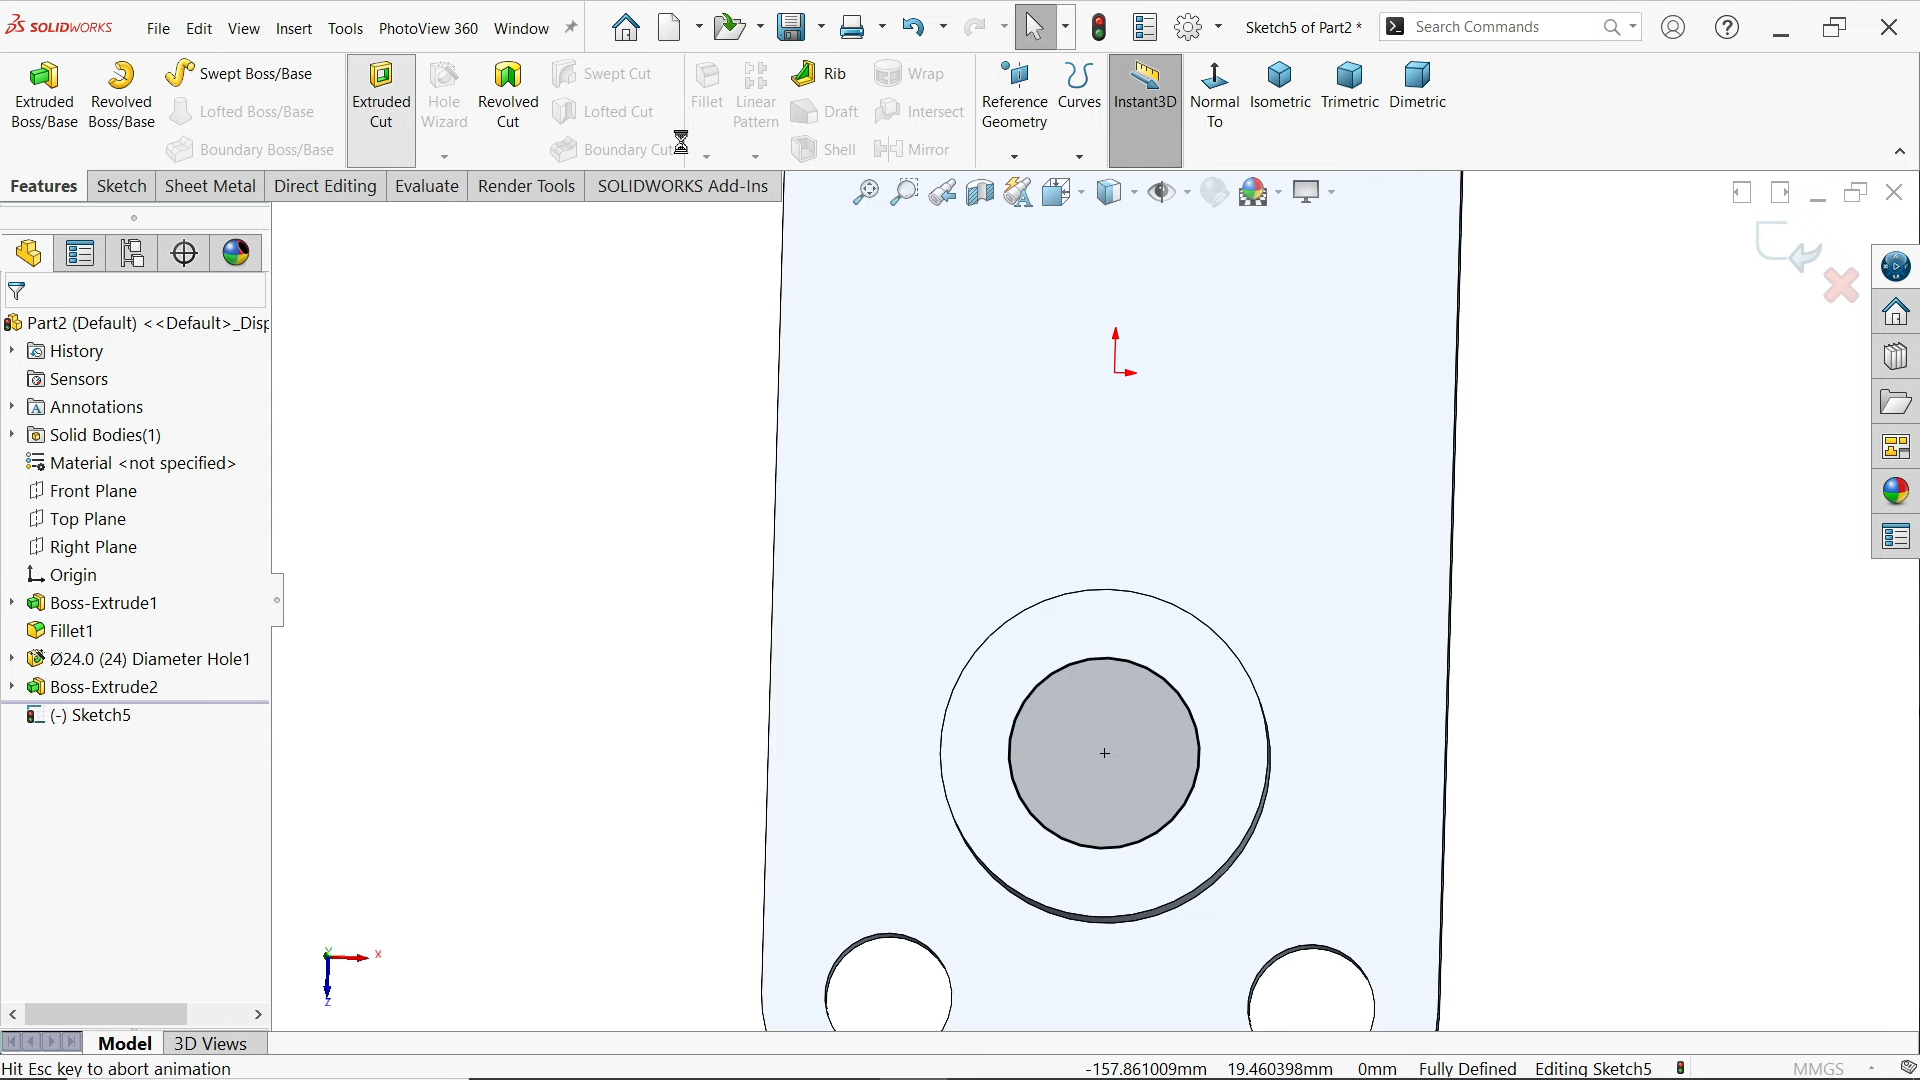 SOLIDWORKS File Edit View Insert Tools PhotoView 360 Window Sketch5 of Part2 * Search Commands
Extruded Boss/Base
Revolved Boss/Base
Swept Boss/Base
Lofted Boss/Base
Boundary Boss/Base
Extruded Cut
Hole Wizard
Revolved Cut
Swept Cut
Lofted Cut
Boundary Cut
Fillet
Linear Pattern
Rib
Draft
Shell
Wrap
Intersect
Mirror
Reference Geometry
Curves
Instant3D
Normal To
Isometric
Trimetric
Dimetric
Features Sketch Sheet Metal Direct Editing Evaluate Render Tools SOLIDWORKS Add-Ins
Part2 (Default) <<Default>_Disp
History
Sensors
Annotations
Solid Bodies(1)
Material <not specified>
Front Plane
Top Plane
Right Plane
Origin
Boss-Extrude1
Fillet1
Ø24.0 (24) Diameter Hole1
Boss-Extrude2
(-) Sketch5
Y
X
Z
Model 3D Views
Hit Esc key to abort animation -157.861009mm 19.460398mm 0mm Fully Defined Editing Sketch5 MMGS